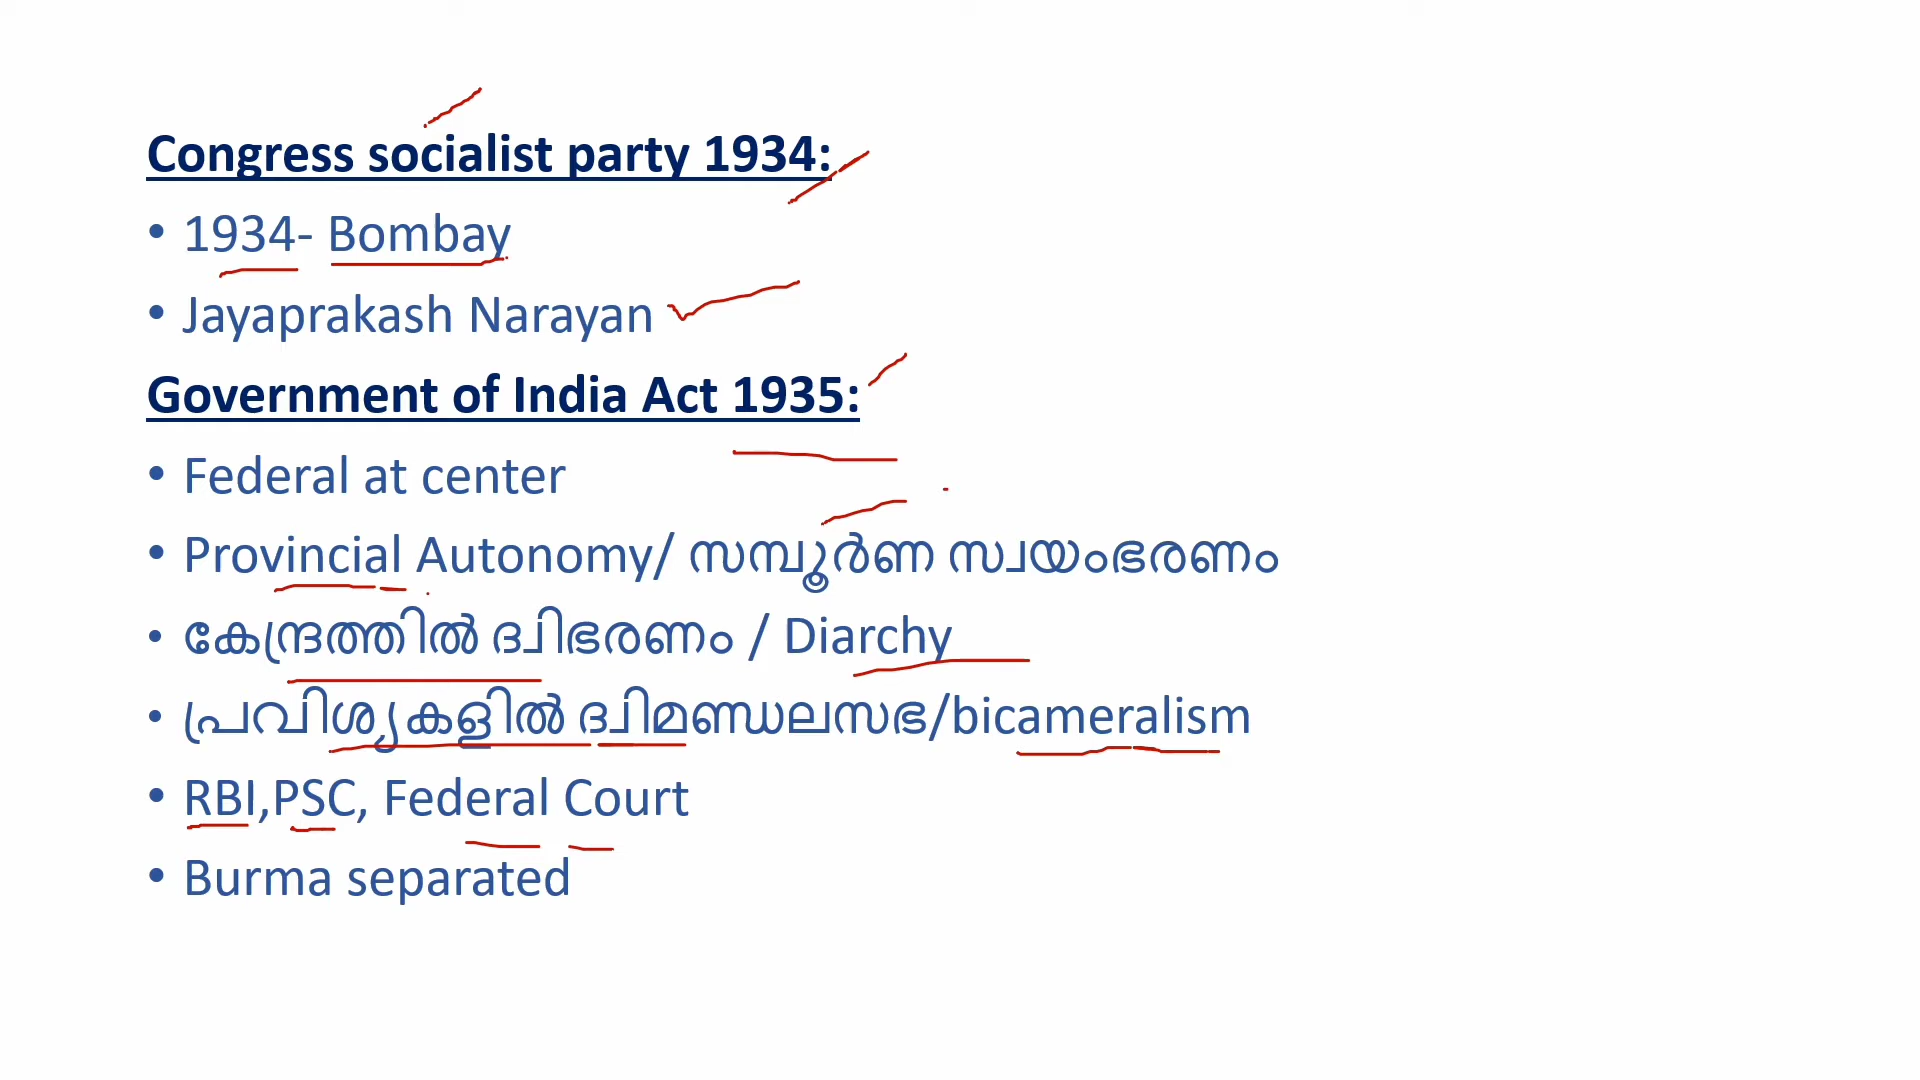 Congress socialist party 1934:
• 1934- Bombay
• Jayaprakash Narayan
Government of India Act 1935:
• Federal at center
• Provincial Autonomy/ സമ്പൂർണ സ്വയംഭരണം
• കേന്ദ്രത്തിൽ ദ്വിഭരണം / Diarchy
• പ്രവിശ്യകളിൽ ദ്വിമണ്ഡലസഭ/bicameralism
• RBI,PSC, Federal Court
• Burma separated